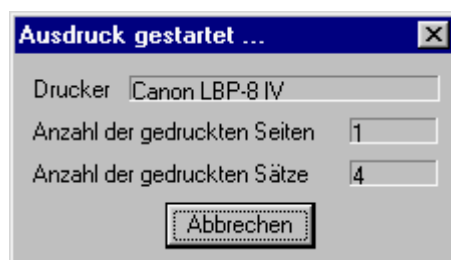 Ausdruck gestartet ...
Drucker Canon LBP-8 IV
Anzahl der gedruckten Seiten 1
Anzahl der gedruckten Sätze 4
Abbrechen